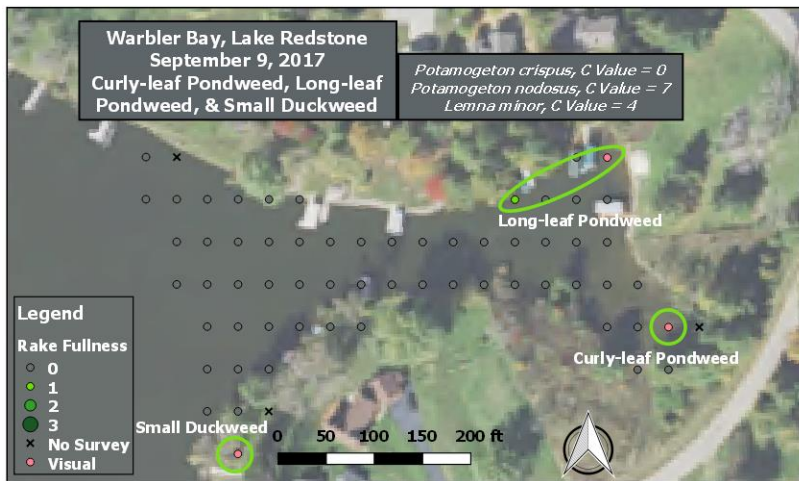 Warbler Bay, Lake Redstone
September 9, 2017
Curly-leaf Pondweed, Long-leaf
Pondweed, & Small Duckweed
Potamogeton crispus, C Value = 0
Potamogeton nodosus, C Value = 7
Lemna minor, C Value = 4
Long-leaf Pondweed
Curly-leaf Pondweed
Small Duckweed
Legend
Rake Fullness
0
1
2
3
No Survey
Visual
0 50 100 150 200 ft